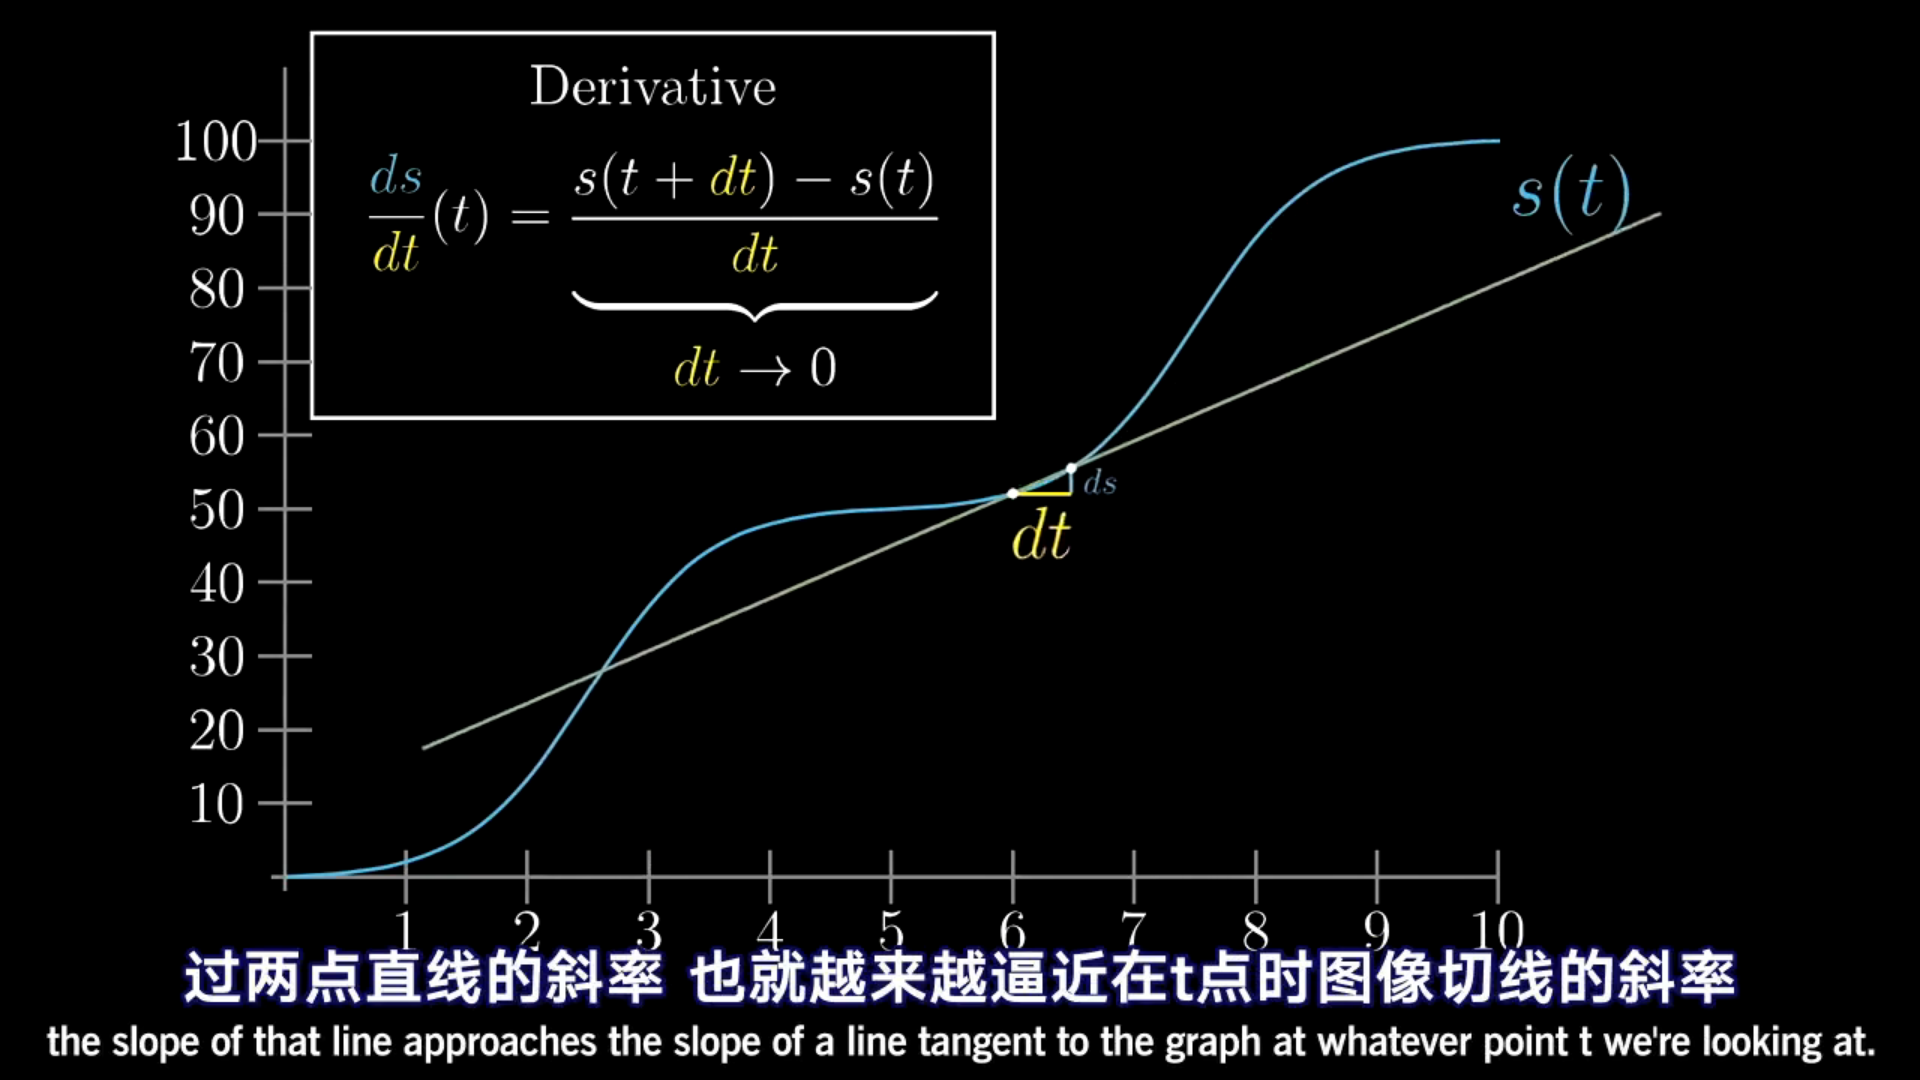 Derivative
ds/dt (t) = s(t + dt) − s(t) / dt
dt → 0
s(t)
100
90
80
70
60
50
40
30
20
10
ds
dt
1 2 3 4 5 6 7 8 9 10
过两点直线的斜率 也就越来越逼近在t点时图像切线的斜率
the slope of that line approaches the slope of a line tangent to the graph at whatever point t we're looking at.